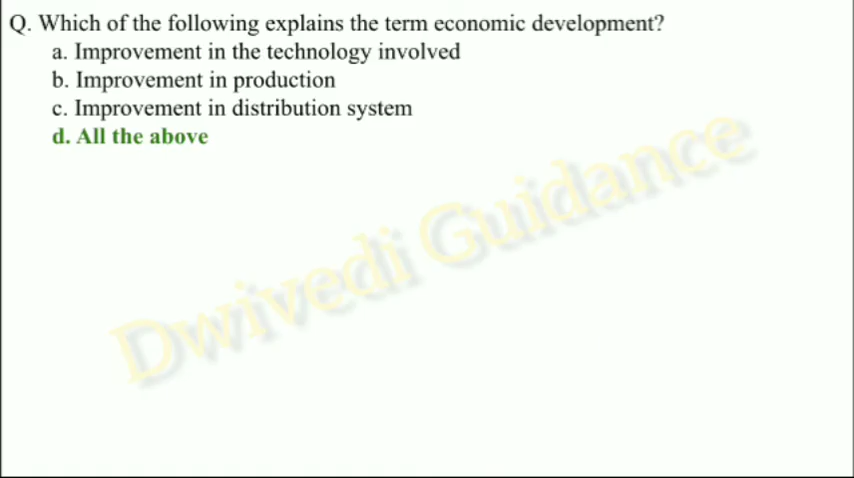 Q. Which of the following explains the term economic development?
a. Improvement in the technology involved
b. Improvement in production
c. Improvement in distribution system
d. All the above
Dwivedi Guidance